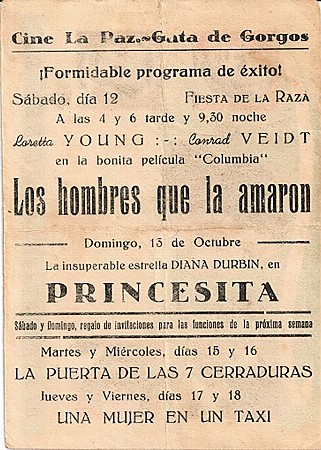 Cine La Paz.~Gata de Gorgos
¡Formidable programa de éxito!
Sábado, día 12 FIESTA DE LA RAZA
A las 4 y 6 tarde y 9,30 noche
Loretta YOUNG :-: Conrad VEIDT
en la bonita película "Columbia"
Los hombres que la amaron
Domingo, 13 de Octubre
La insuperable estrella DIANA DURBIN, en
PRINCESITA
Sábado y Domingo, regalo de invitaciones para las funciones de la próxima semana
Martes y Miércoles, días 15 y 16
LA PUERTA DE LAS 7 CERRADURAS
Jueves y Viernes, días 17 y 18
UNA MUJER EN UN TAXI